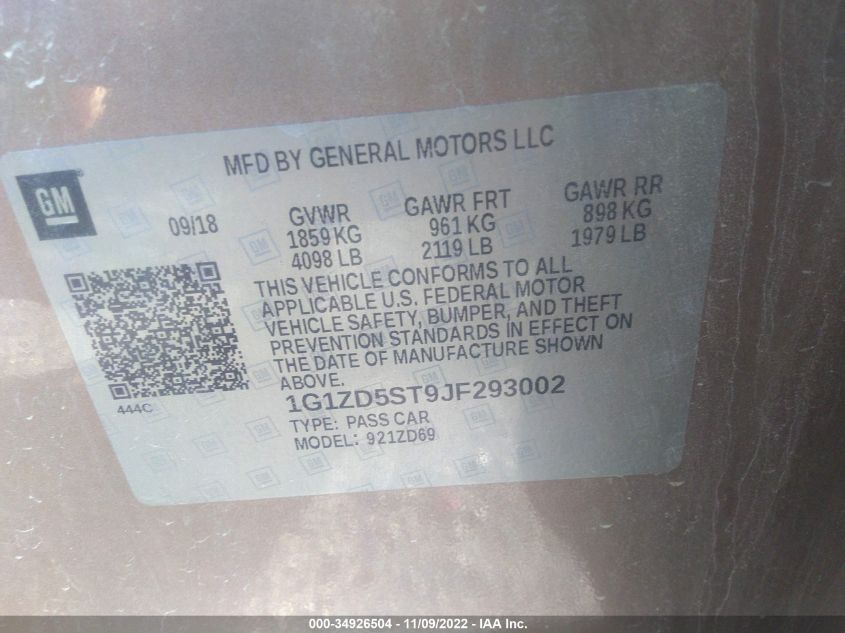 MFD BY GENERAL MOTORS LLC
GM
09/18
GVWR
1859 KG
4098 LB
GAWR FRT
961 KG
2119 LB
GAWR RR
898 KG
1979 LB
THIS VEHICLE CONFORMS TO ALL
APPLICABLE U.S. FEDERAL MOTOR
VEHICLE SAFETY, BUMPER, AND THEFT
PREVENTION STANDARDS IN EFFECT ON
THE DATE OF MANUFACTURE SHOWN
ABOVE.
444C
1G1ZD5ST9JF293002
TYPE: PASS CAR
MODEL: 921ZD69
000-34926504 - 11/09/2022 - IAA Inc.